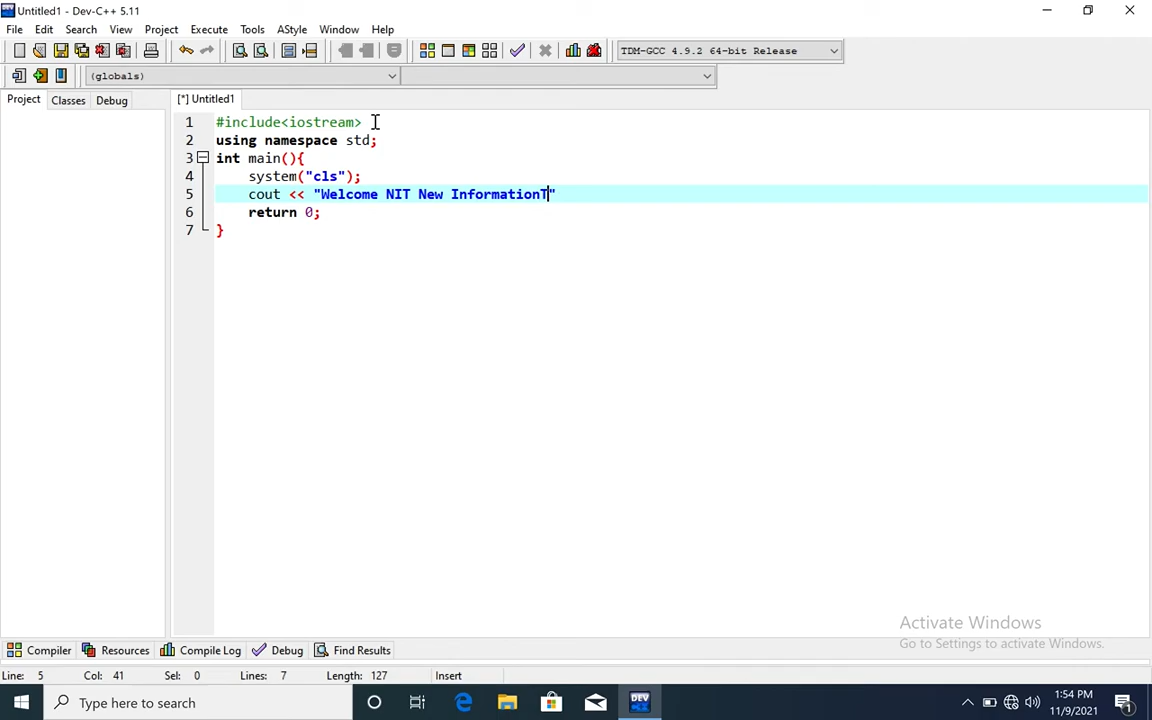 Untitled1 - Dev-C++ 5.11
File Edit Search View Project Execute Tools AStyle Window Help
TDM-GCC 4.9.2 64-bit Release
(globals)
Project Classes Debug [*] Untitled1
1 #include<iostream>
2 using namespace std;
3 int main(){
4 system("cls");
5 cout << "Welcome NIT New InformationT"
6 return 0;
7 }
Activate Windows
Go to Settings to activate Windows.
Compiler Resources Compile Log Debug Find Results
Line: 5 Col: 41 Sel: 0 Lines: 7 Length: 127 Insert
Type here to search
DEV
1:54 PM
11/9/2021
1